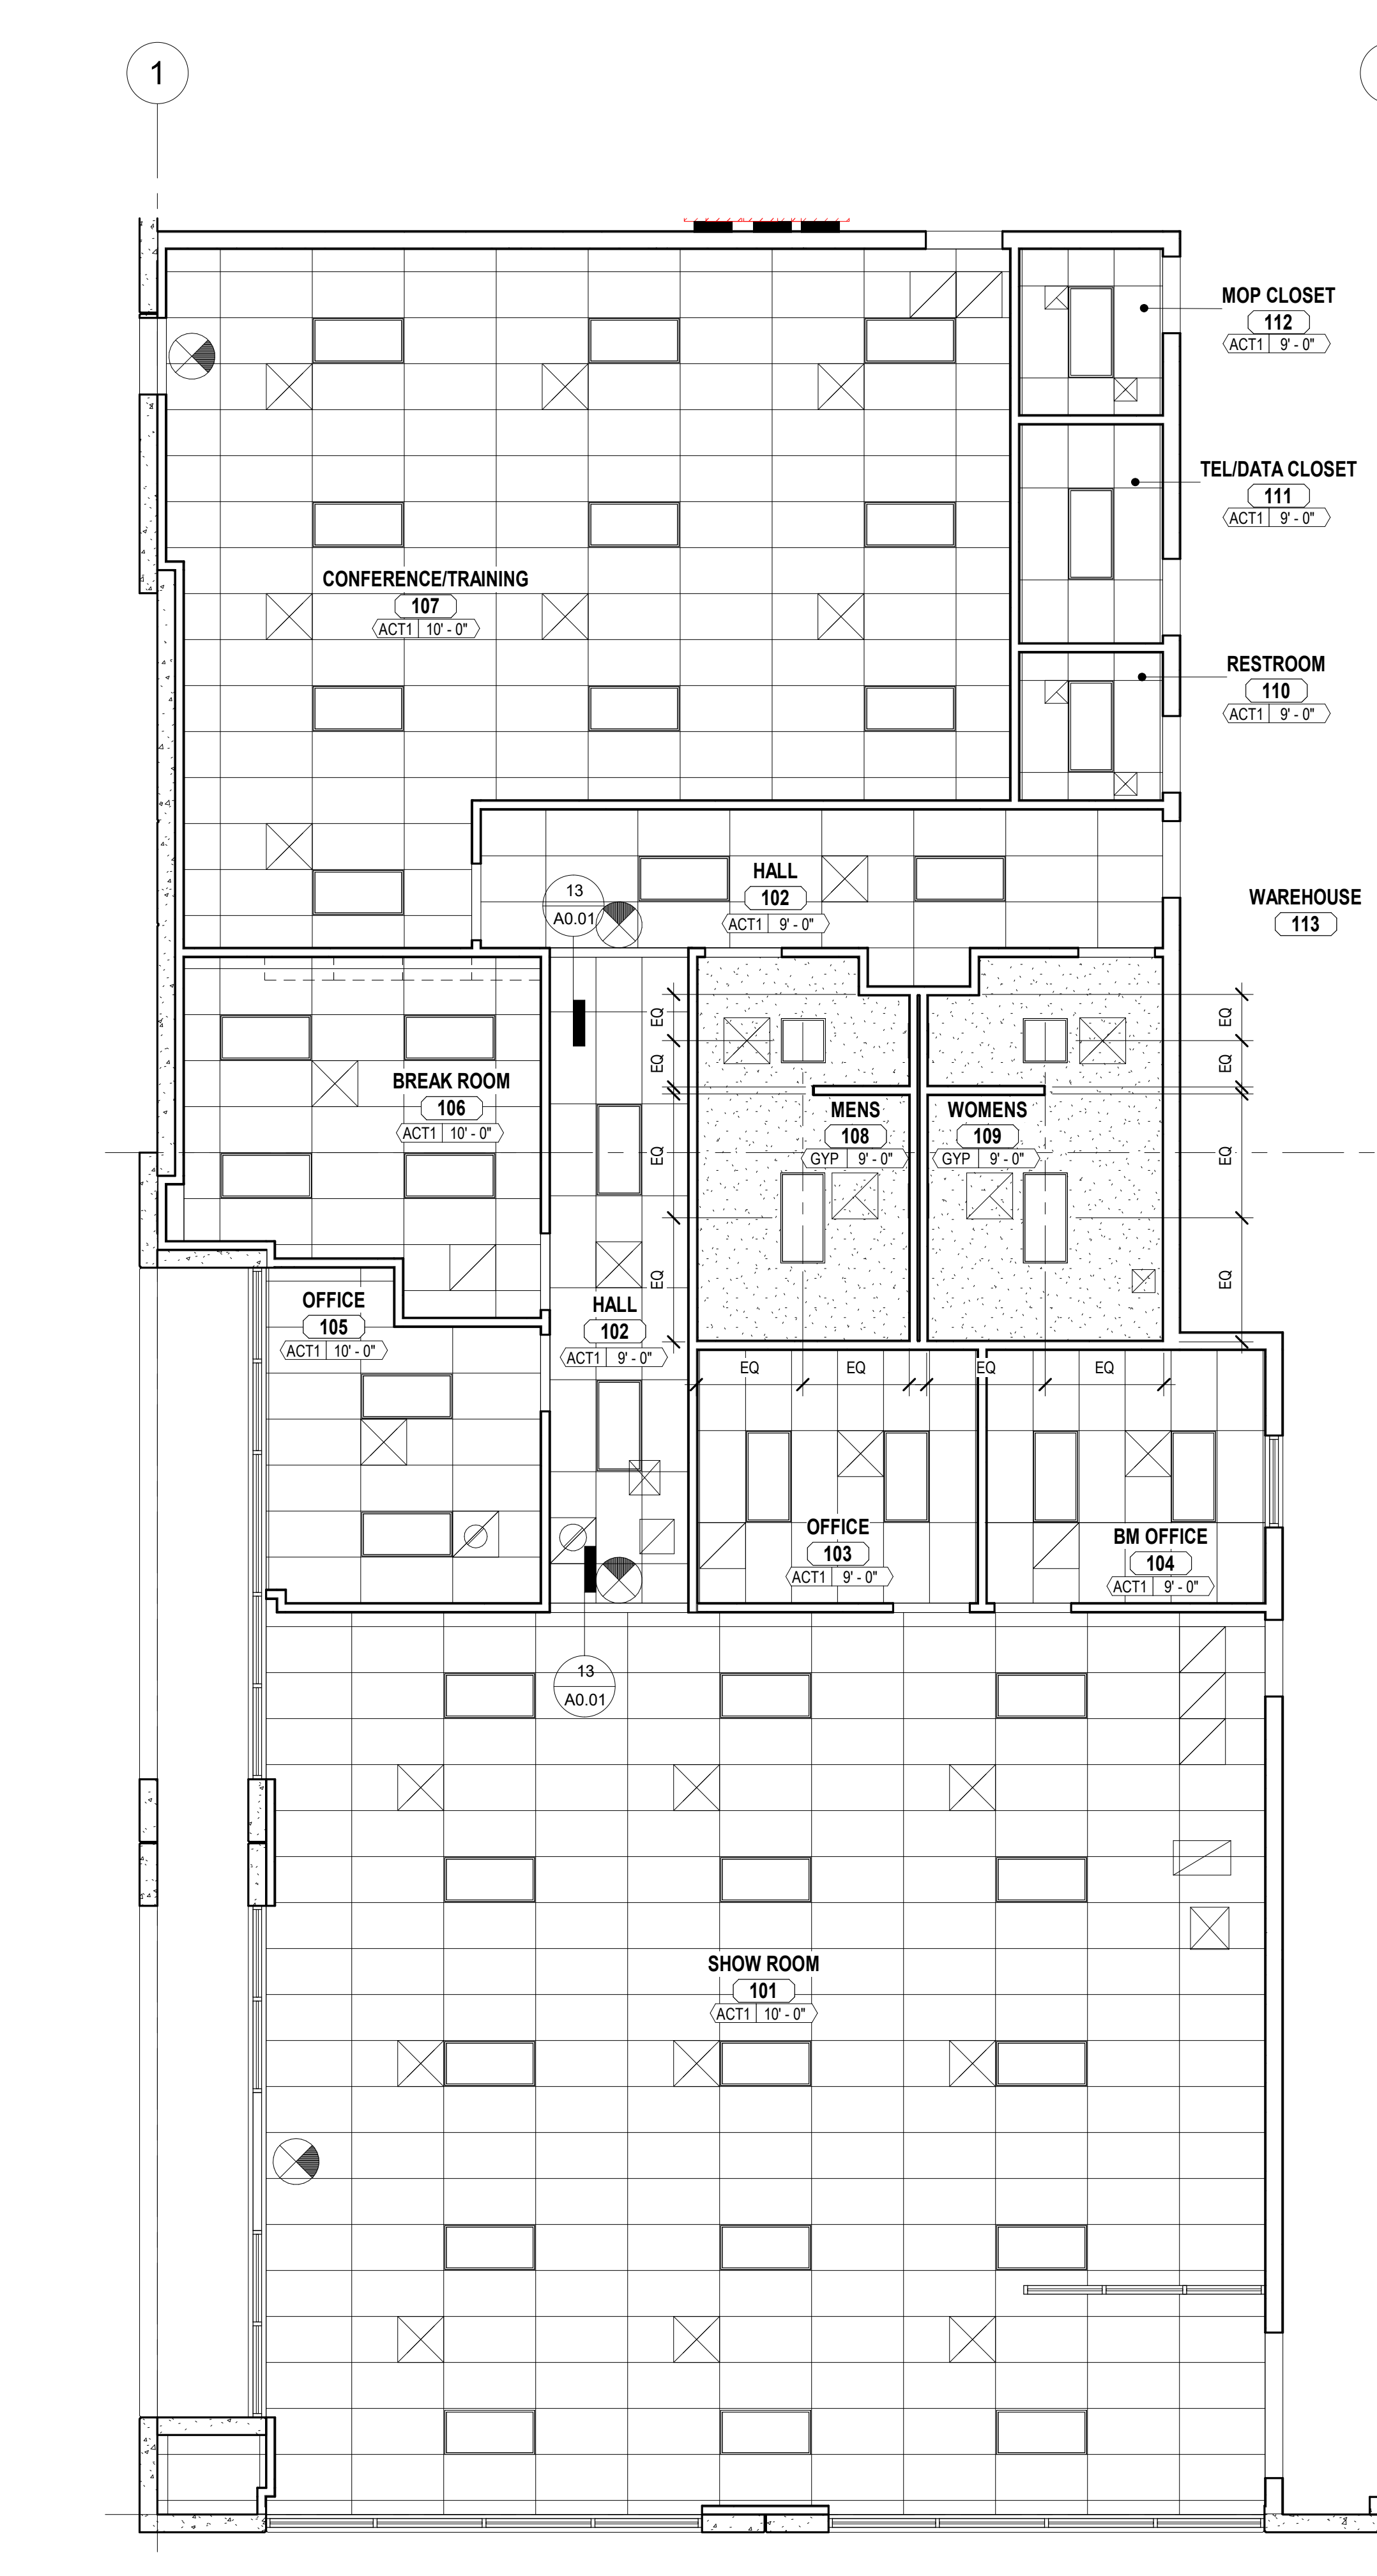 1
MOP CLOSET
112
ACT1 9' - 0"
TEL/DATA CLOSET
111
ACT1 9' - 0"
CONFERENCE/TRAINING
107
ACT1 10' - 0"
RESTROOM
110
ACT1 9' - 0"
HALL
102
ACT1 9' - 0"
13
A0.01
WAREHOUSE
113
EQ
EQ
EQ
EQ
BREAK ROOM
106
ACT1 10' - 0"
MENS
108
GYP 9' - 0"
WOMENS
109
GYP 9' - 0"
EQ
EQ
EQ
EQ
OFFICE
105
ACT1 10' - 0"
HALL
102
ACT1 9' - 0"
EQ
EQ
EQ
EQ
OFFICE
103
ACT1 9' - 0"
BM OFFICE
104
ACT1 9' - 0"
13
A0.01
SHOW ROOM
101
ACT1 10' - 0"